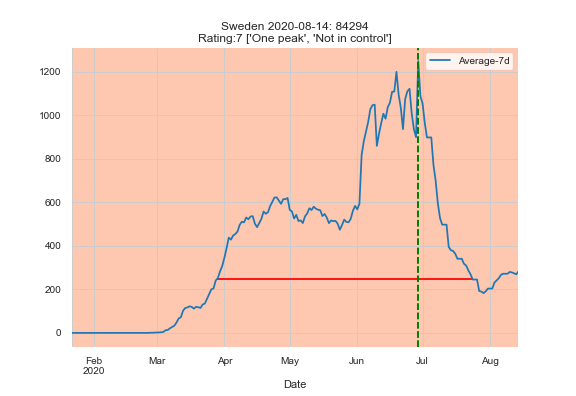 Sweden 2020-08-14: 84294
Rating:7 ['One peak', 'Not in control']
Average-7d
1200
1000
800
600
400
200
0
Feb
2020
Mar
Apr
May
Jun
Jul
Aug
Date